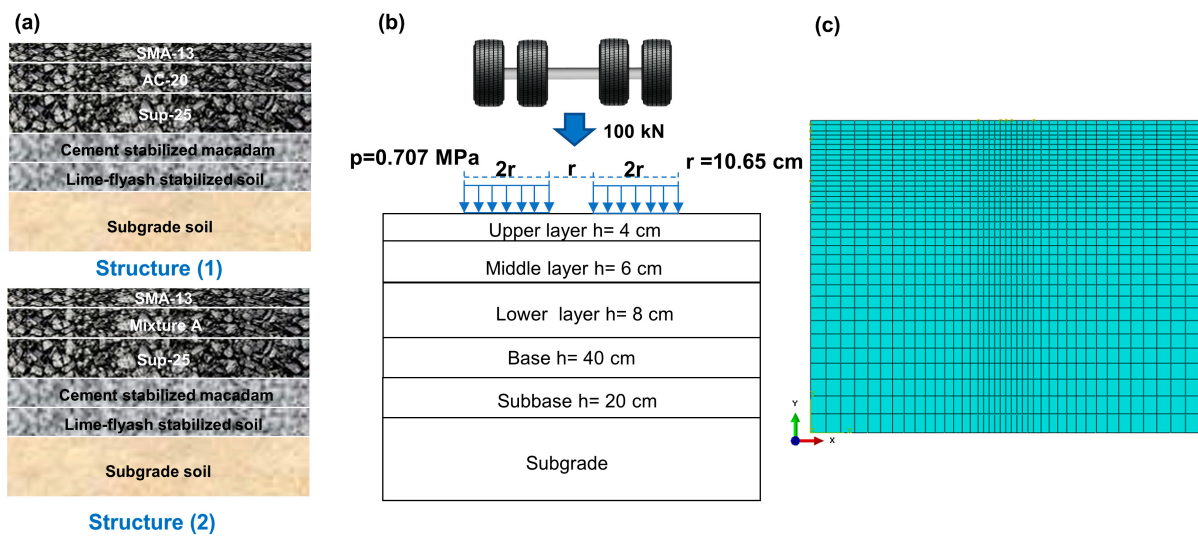 (a)
SMA-13
AC-20
Sup-25
Cement stabilized macadam
Lime-flyash stabilized soil
Subgrade soil
Structure (1)
SMA-13
Mixture A
Sup-25
Cement stabilized macadam
Lime-flyash stabilized soil
Subgrade soil
Structure (2)
(b)
100 kN
p=0.707 MPa
2r
r
2r
r =10.65 cm
Upper layer h= 4 cm
Middle layer h= 6 cm
Lower layer h= 8 cm
Base h= 40 cm
Subbase h= 20 cm
Subgrade
(c)
Y
X